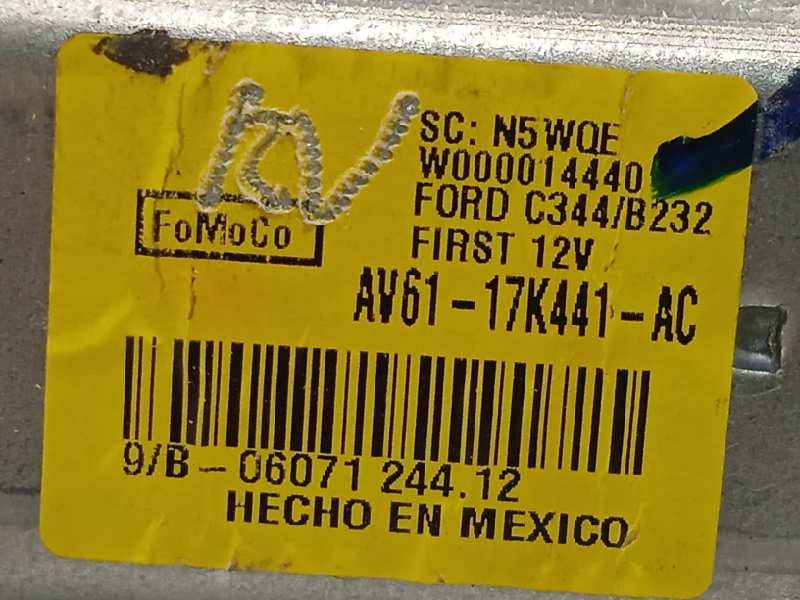 SC: N5WQE
W000014440
FORD C344/B232
FoMoCo
FIRST 12V
AV61-17K441-AC
9/B-06071 244.12
HECHO EN MEXICO